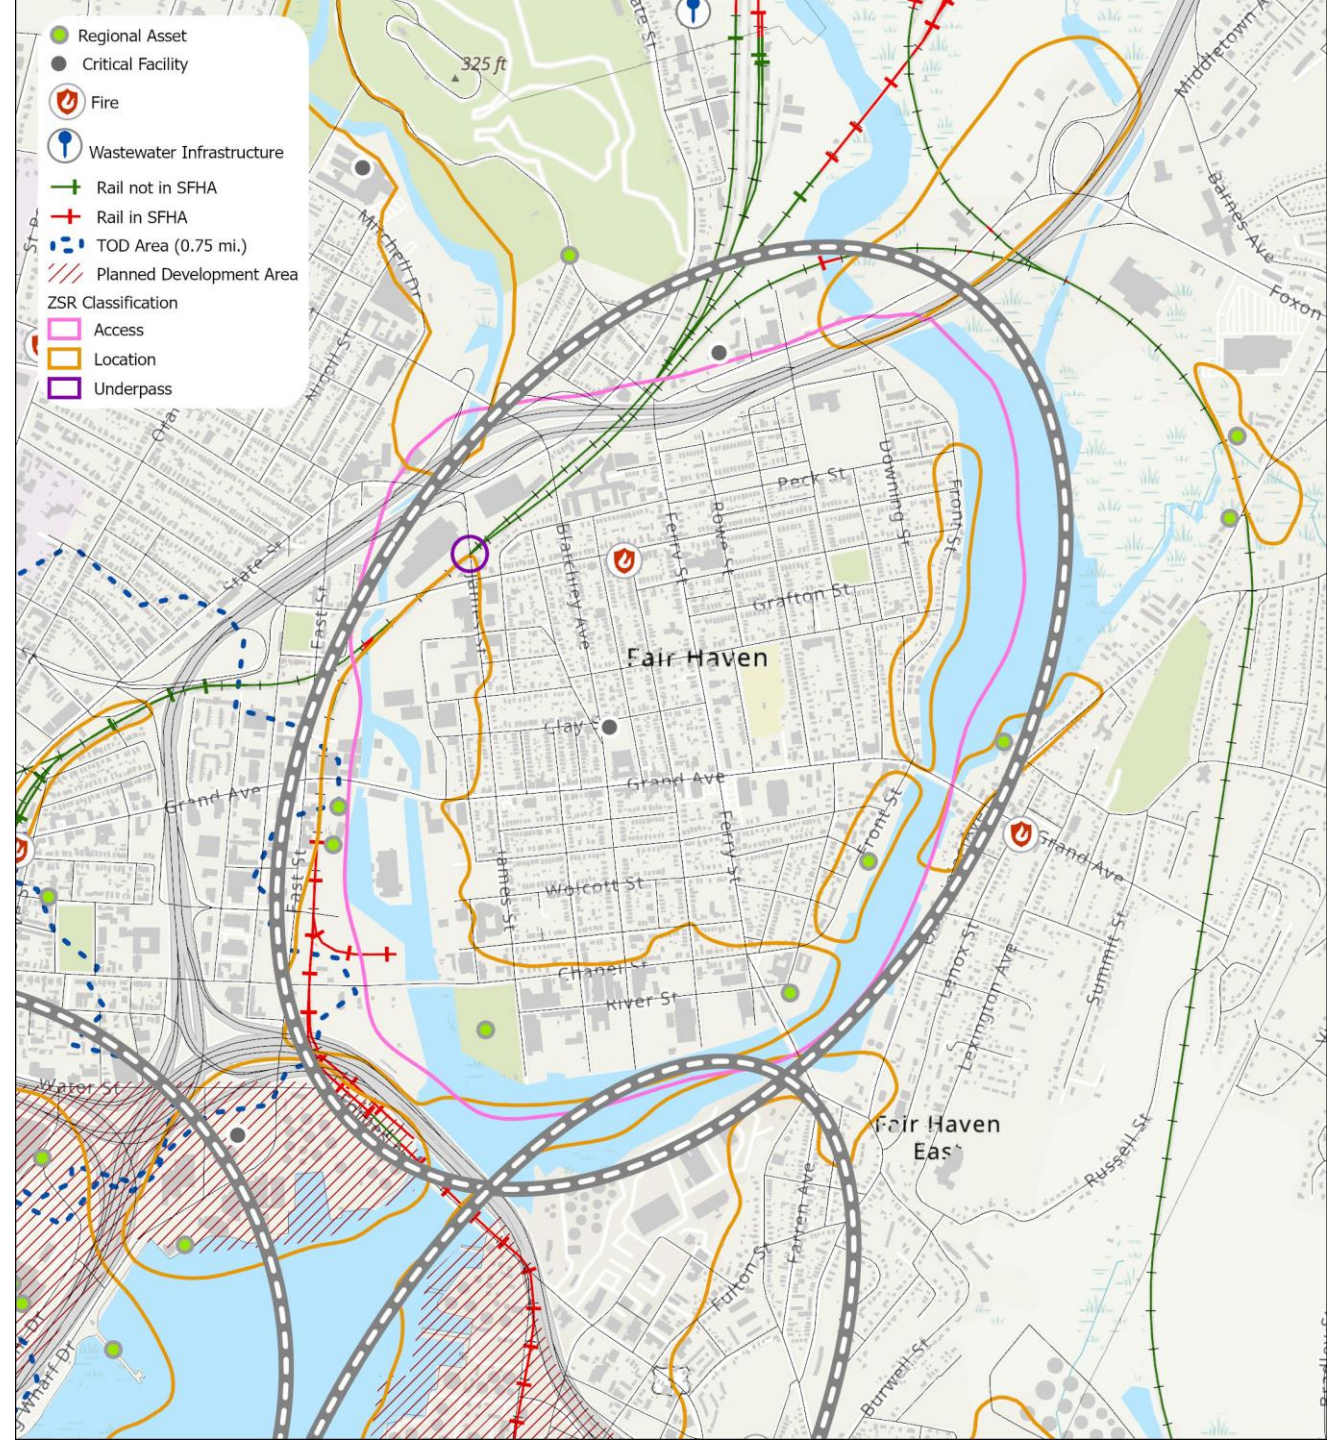 Regional Asset
Critical Facility
Fire
Wastewater Infrastructure
Rail not in SFHA
Rail in SFHA
TOD Area (0.75 mi.)
Planned Development Area
ZSR Classification
Access
Location
Underpass
325 ft
Middletown A
Barnes Ave
Foxon
Mitchell Dr
State St
East St
Peck St
Downing St
Front St
Ferry St
Rowe St
Blatchley Ave
Grafton St
James St
Fair Haven
Clay S
Grand Ave
Grand Ave
Ferry St
Front St
Grand Ave
East St
James St
Wolcott St
Chapel St
River St
Lenox St
Lexington Ave
Summit St
Water St
Fair Haven
Eas
Russell St
Farren Ave
Fulton St
Burwell St
Wharf Dr